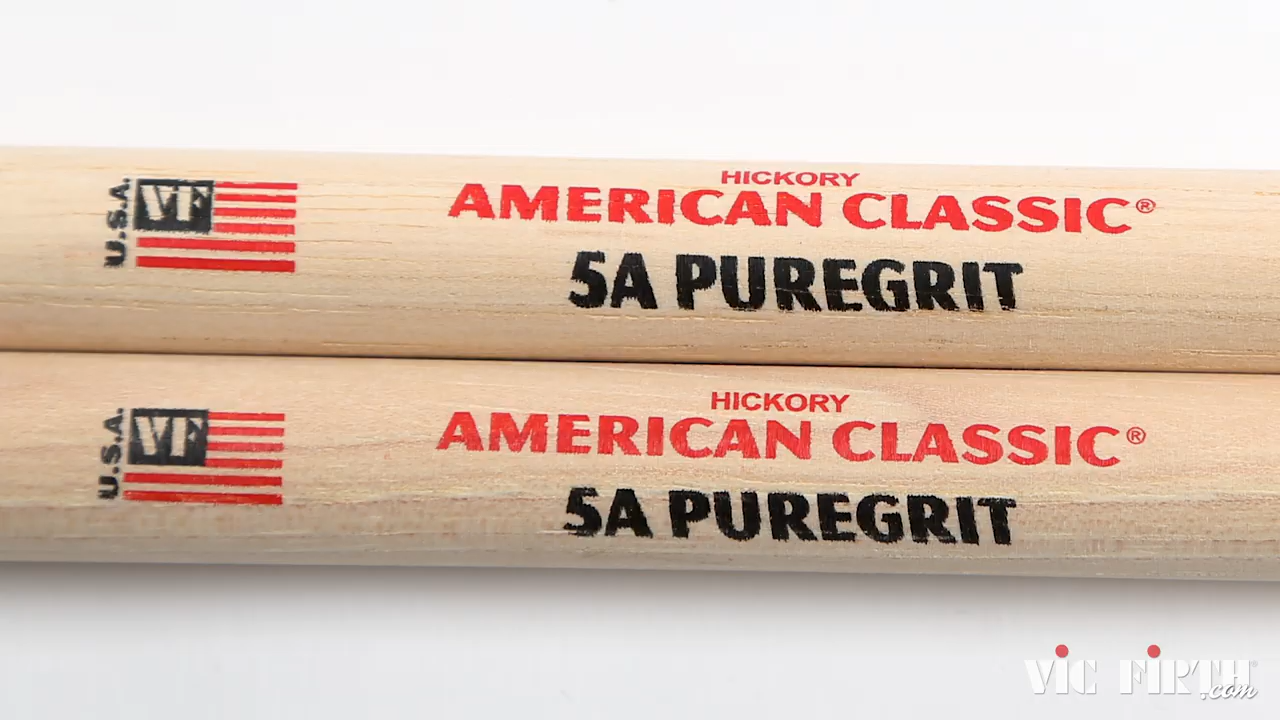 U.S.A. VF
HICKORY
AMERICAN CLASSIC®
5A PUREGRIT
U.S.A VF
HICKORY
AMERICAN CLASSIC®
5A PUREGRIT
VIC FIRTH®
.com